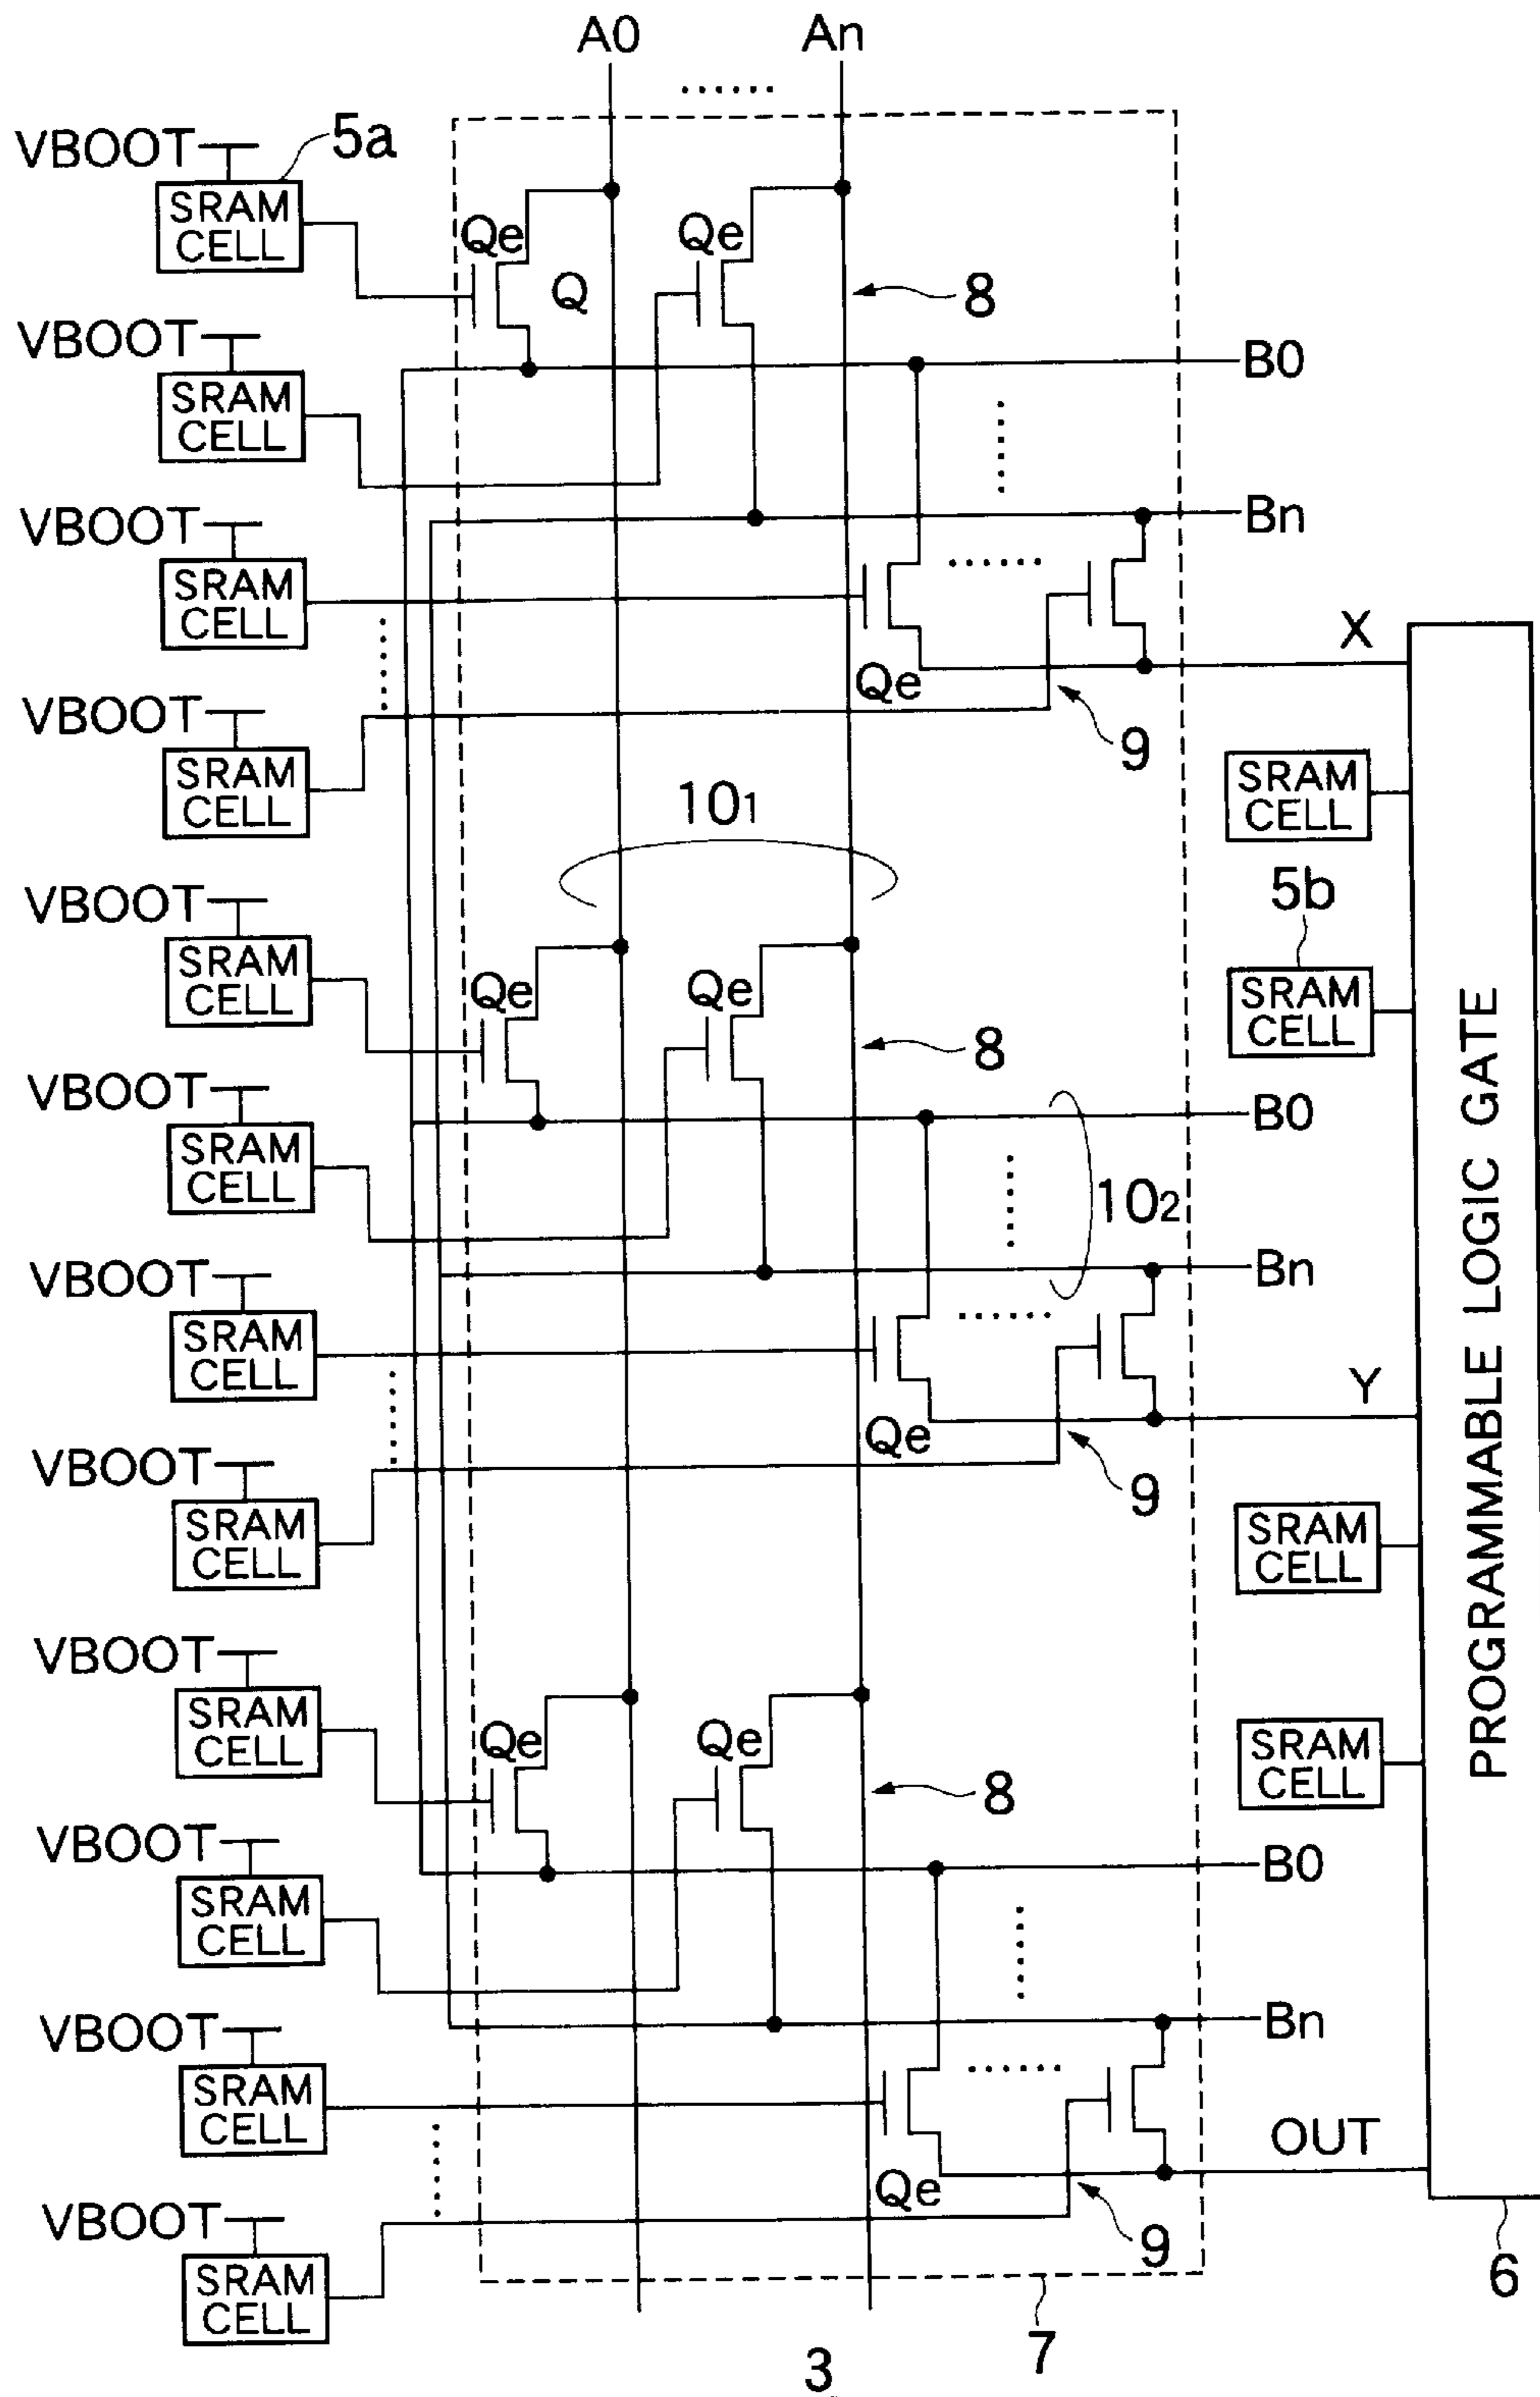 A0 An
VBOOT 5a
SRAM CELL
Qe Qe
Q
8
VBOOT
SRAM CELL
B0
VBOOT
SRAM CELL
Bn
X
Qe
VBOOT
SRAM CELL
9
SRAM CELL
10₁
5b
VBOOT
SRAM CELL
Qe Qe
SRAM CELL
8
VBOOT
SRAM CELL
B0
10₂
VBOOT
SRAM CELL
Bn
Y
Qe
VBOOT
SRAM CELL
9
SRAM CELL
PROGRAMMABLE LOGIC GATE
VBOOT
SRAM CELL
Qe Qe
SRAM CELL
8
VBOOT
SRAM CELL
B0
VBOOT
SRAM CELL
Bn
OUT
Qe
VBOOT
SRAM CELL
9
6
7
3